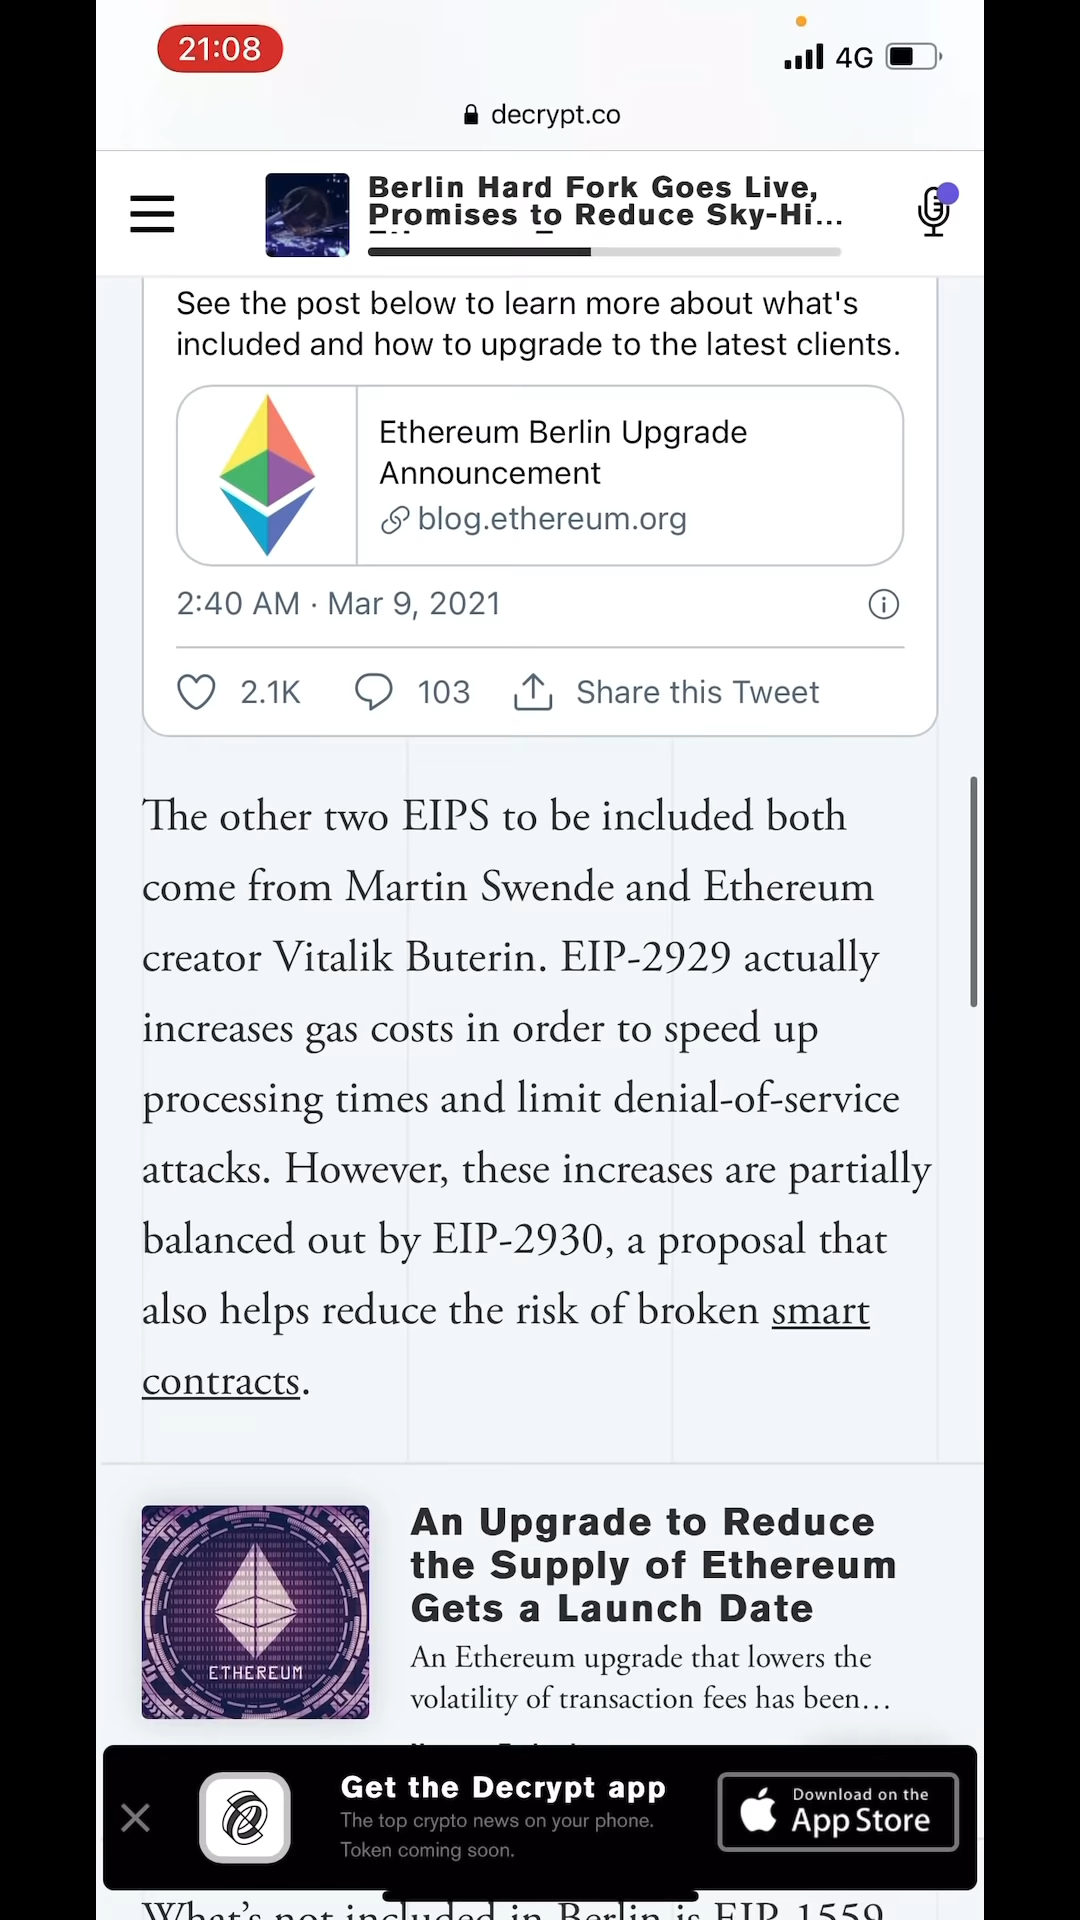 21:08
4G
decrypt.co
Berlin Hard Fork Goes Live,
Promises to Reduce Sky-Hi...
See the post below to learn more about what's
included and how to upgrade to the latest clients.
Ethereum Berlin Upgrade
Announcement
blog.ethereum.org
2:40 AM · Mar 9, 2021
2.1K
103
Share this Tweet
The other two EIPS to be included both
come from Martin Swende and Ethereum
creator Vitalik Buterin. EIP-2929 actually
increases gas costs in order to speed up
processing times and limit denial-of-service
attacks. However, these increases are partially
balanced out by EIP-2930, a proposal that
also helps reduce the risk of broken smart
contracts.
ETHEREUM
An Upgrade to Reduce
the Supply of Ethereum
Gets a Launch Date
An Ethereum upgrade that lowers the
volatility of transaction fees has been...
Get the Decrypt app
The top crypto news on your phone.
Token coming soon.
Download on the
App Store
What's not included in Berlin is EIP-1559